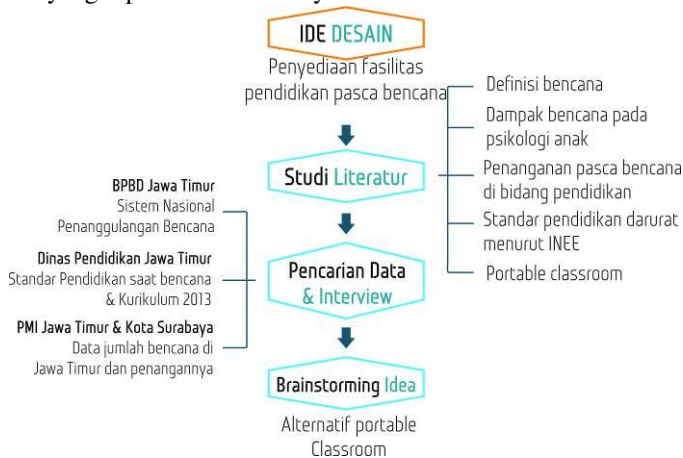 IDE DESAIN
Penyediaan fasilitas
pendidikan pasca bencana
Studi Literatur
Definisi bencana
Dampak bencana pada
psikologi anak
Penanganan pasca bencana
di bidang pendidikan
Standar pendidikan darurat
menurut INEE
Portable classroom
BPBD Jawa Timur
Sistem Nasional
Penanggulangan Bencana
Dinas Pendidikan Jawa Timur
Standar Pendidikan saat bencana
& Kurikulum 2013
PMI Jawa Timur & Kota Surabaya
Data jumlah bencana di
Jawa Timur dan penangannya
Pencarian Data
& Interview
Brainstorming Idea
Alternatif portable
Classroom